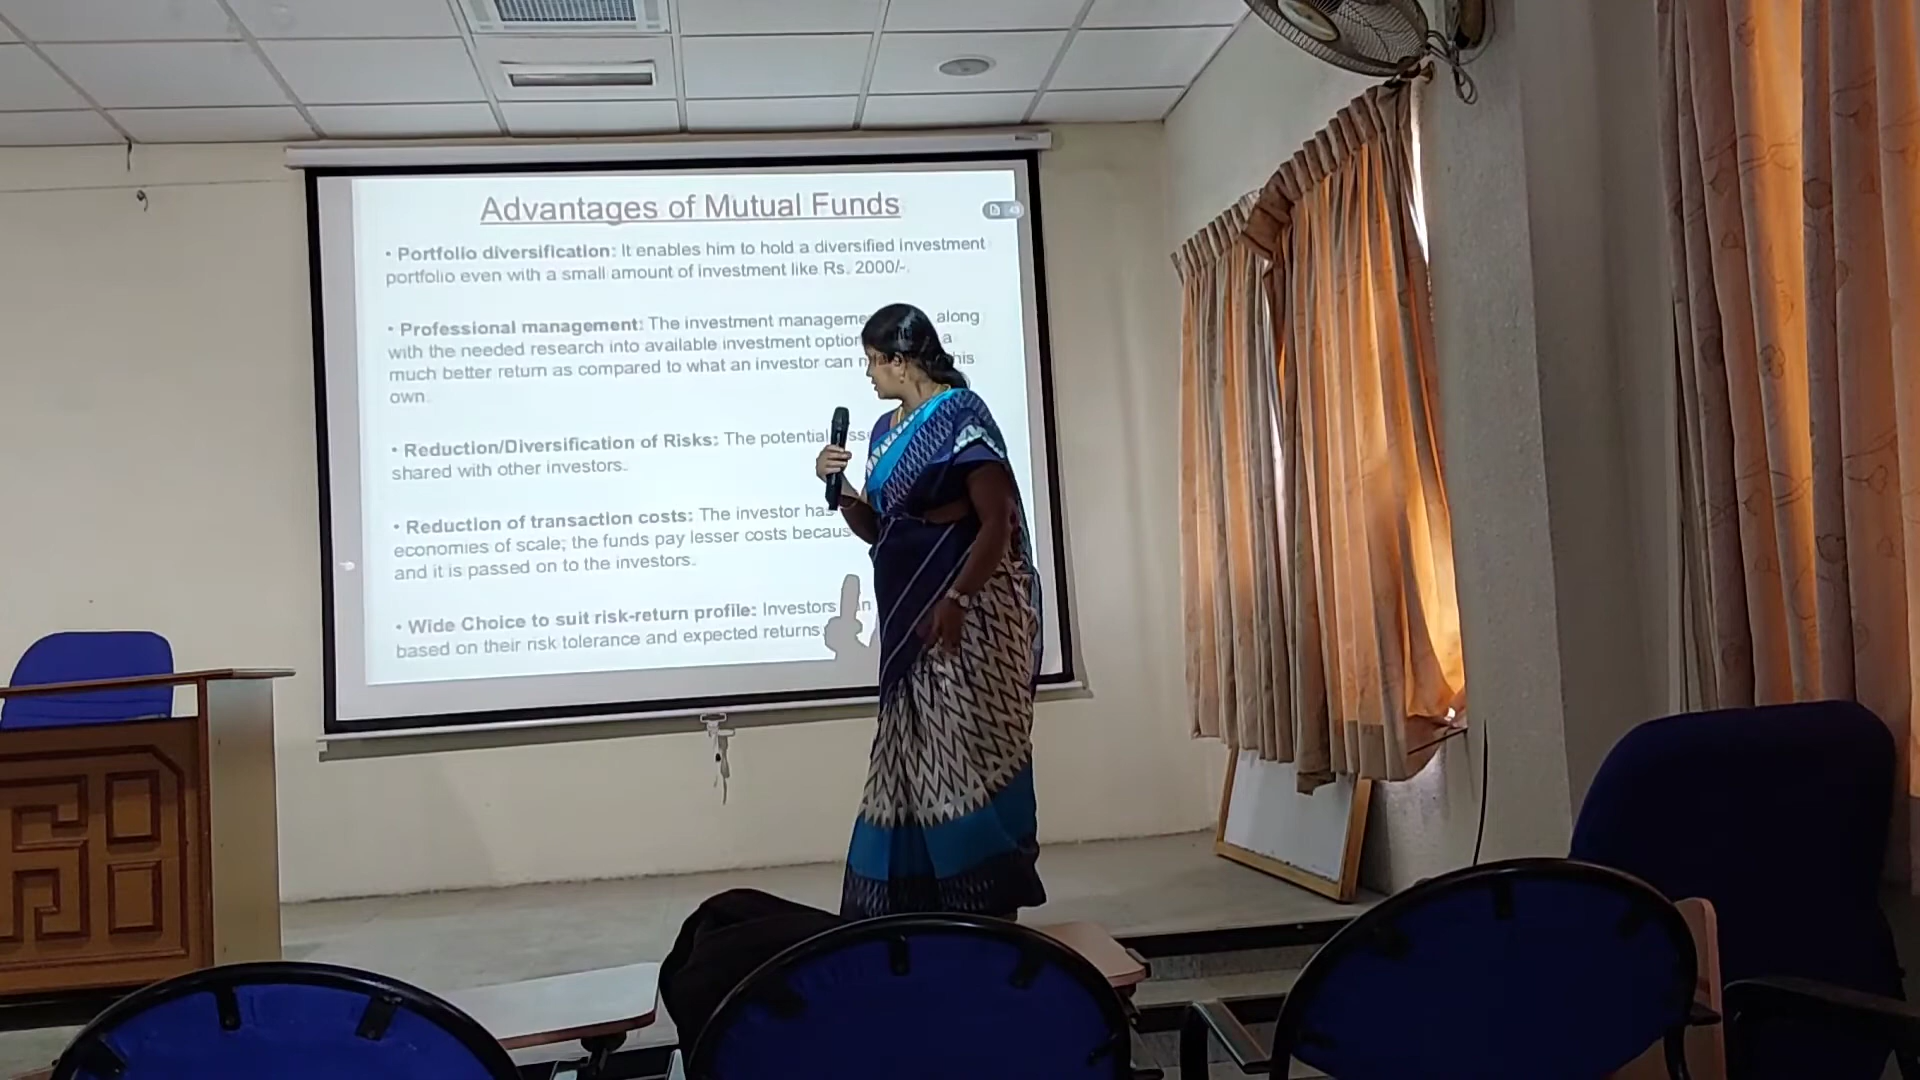 Advantages of Mutual Funds
• Portfolio diversification: It enables him to hold a diversified investment
portfolio even with a small amount of investment like Rs. 2000/-.
• Professional management: The investment along
with the needed research into available investment a
much better return as compared to what an investor can his
own.
• Reduction/Diversification of Risks: The potential
shared with other investors.
• Reduction of transaction costs: The investor has
economies of scale; the funds pay lesser costs
and it is passed on to the investors.
• Wide Choice to suit risk-return profile: Investors
based on their risk tolerance and expected returns.